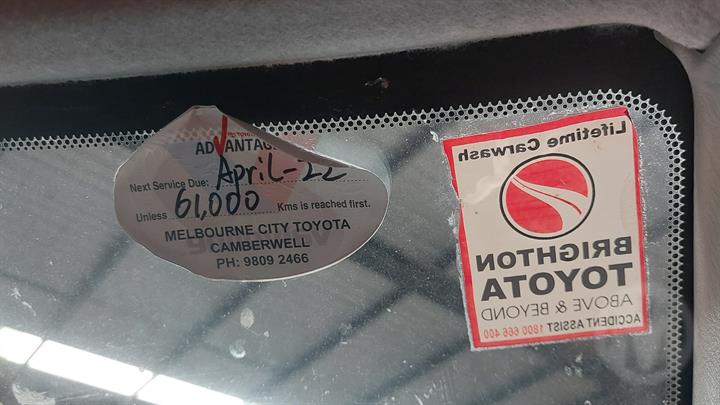 ADVANTAG
Next Service Due: April-22
Unless 61,000 Kms is reached first.
MELBOURNE CITY TOYOTA
CAMBERWELL
PH: 9809 2466
Lifetime Carwash
BRIGHTON
TOYOTA
ABOVE & BEYOND
ACCIDENT ASSIST 1800 666 400